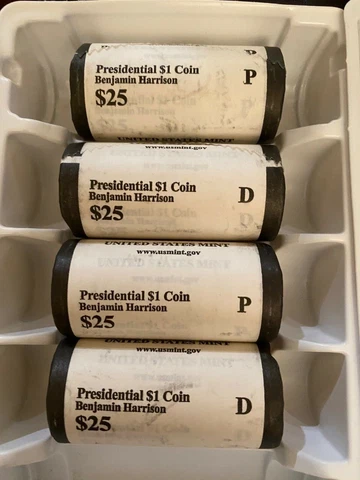 Presidential $1 Coin
Benjamin Harrison
$25
P
UNITED STATES MINT
www.usmint.gov
Presidential $1 Coin
Benjamin Harrison
$25
D
UNITED STATES MINT
www.usmint.gov
Presidential $1 Coin
Benjamin Harrison
$25
P
UNITED STATES MINT
www.usmint.gov
Presidential $1 Coin
Benjamin Harrison
$25
D